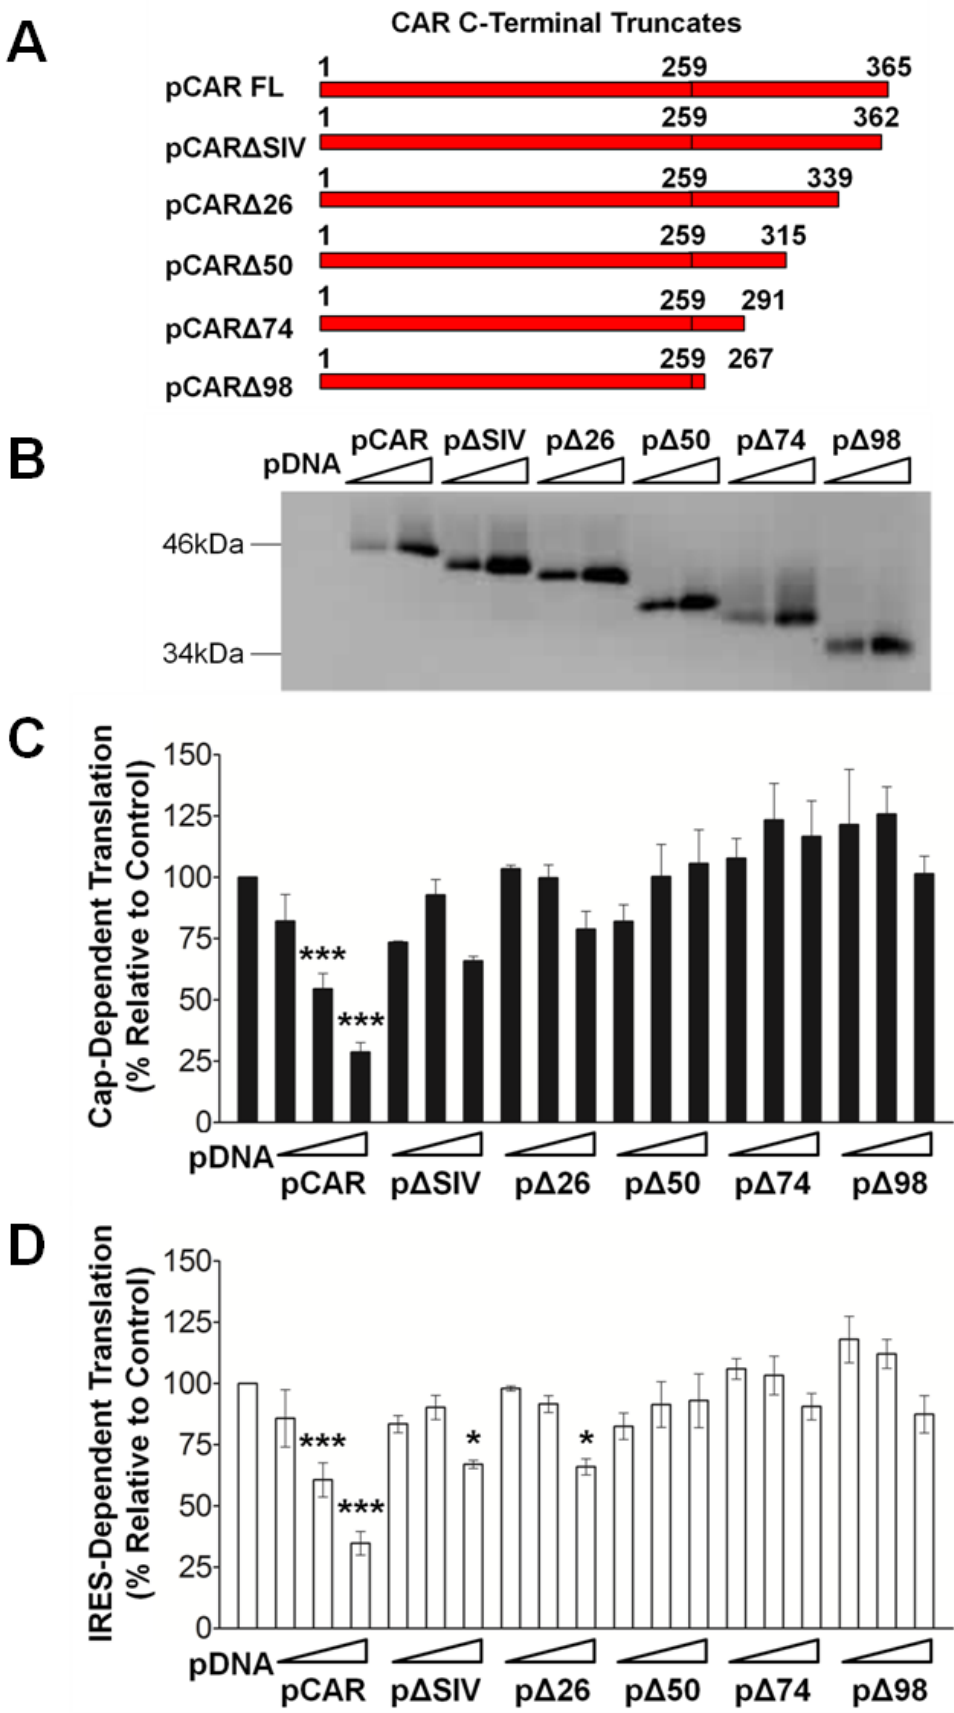 A
CAR C-Terminal Truncates
pCAR FL 1 259 365
pCARΔSIV 1 259 362
pCARΔ26 1 259 339
pCARΔ50 1 259 315
pCARΔ74 1 259 291
pCARΔ98 1 259 267
B
pDNA pCAR pΔSIV pΔ26 pΔ50 pΔ74 pΔ98
46kDa
34kDa
C
Cap-Dependent Translation
(% Relative to Control)
150
125
100
75
50
25
0
***
***
pDNA
pCAR pΔSIV pΔ26 pΔ50 pΔ74 pΔ98
D
IRES-Dependent Translation
(% Relative to Control)
150
125
100
75
50
25
0
*** * *
***
pDNA
pCAR pΔSIV pΔ26 pΔ50 pΔ74 pΔ98